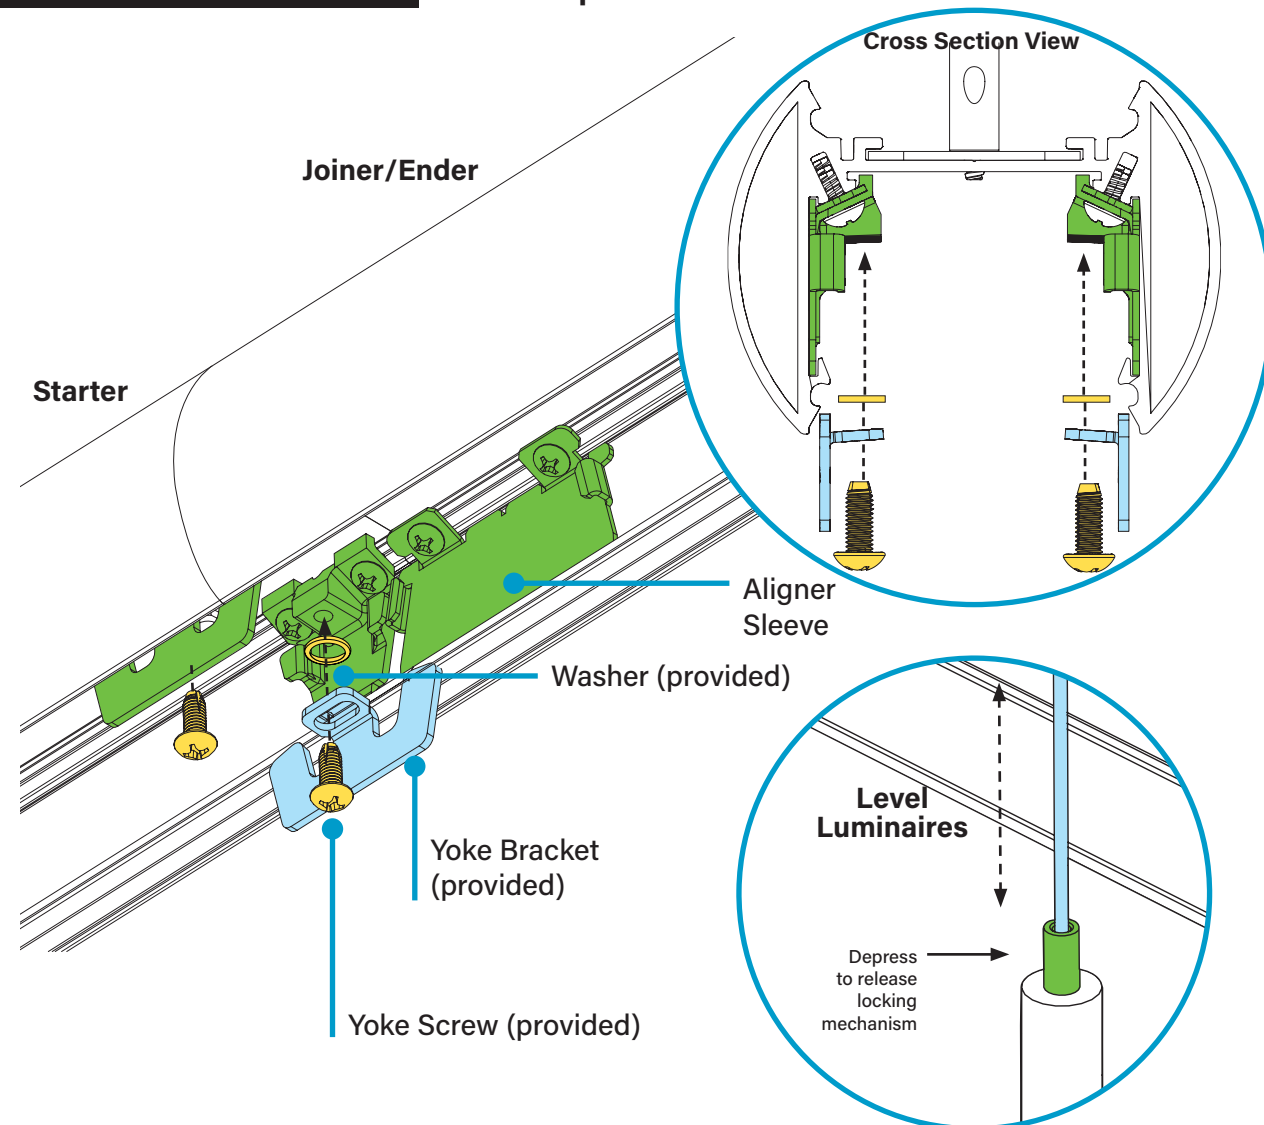 Cross Section View
Joiner/Ender
Starter
Aligner
Sleeve
Washer (provided)
Yoke Bracket
(provided)
Yoke Screw (provided)
Level
Luminaires
Depress
to release
locking
mechanism